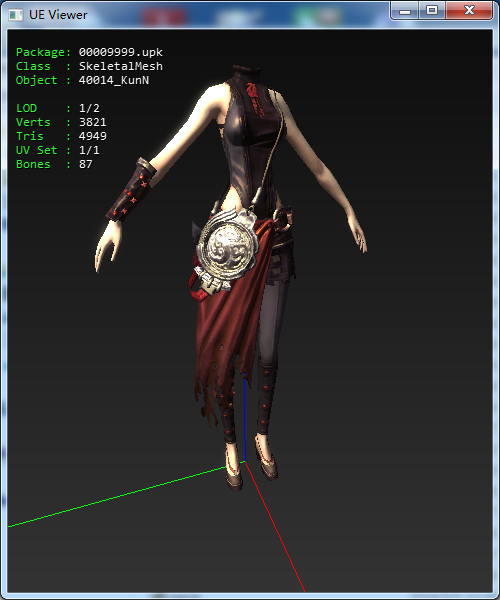 UE Viewer
Package: 00009999.upk
Class : SkeletalMesh
Object : 40014_KunN
LOD : 1/2
Verts : 3821
Tris : 4949
UV Set : 1/1
Bones : 87